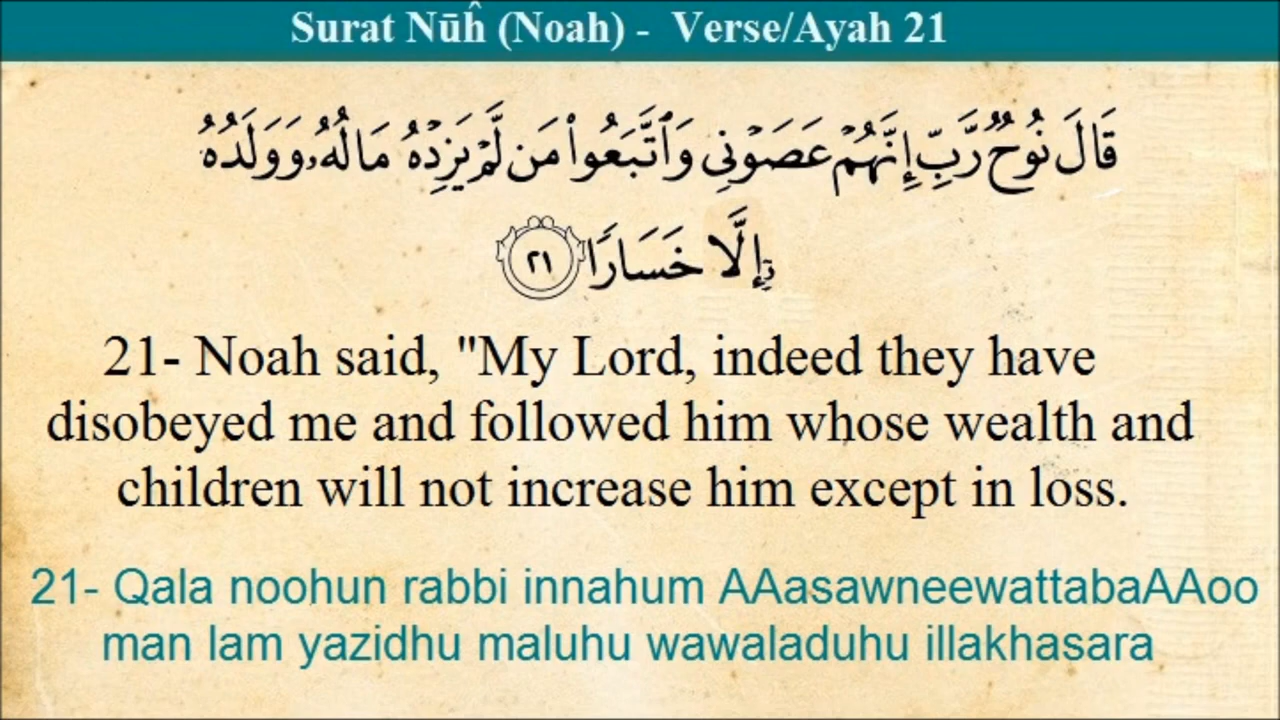 Surat Nūĥ (Noah) - Verse/Ayah 21
قَالَ نُوحٌ رَّبِّ إِنَّهُمْ عَصَوْنِى وَٱتَّبَعُوا۟ مَن لَّمْ يَزِدْهُ مَالُهُۥ وَوَلَدُهُۥٓ
إِلَّا خَسَارًا ٢١
21- Noah said, "My Lord, indeed they have
disobeyed me and followed him whose wealth and
children will not increase him except in loss.
21- Qala noohun rabbi innahum AAasawneewattabaAAoo
man lam yazidhu maluhu wawaladuhu illakhasara